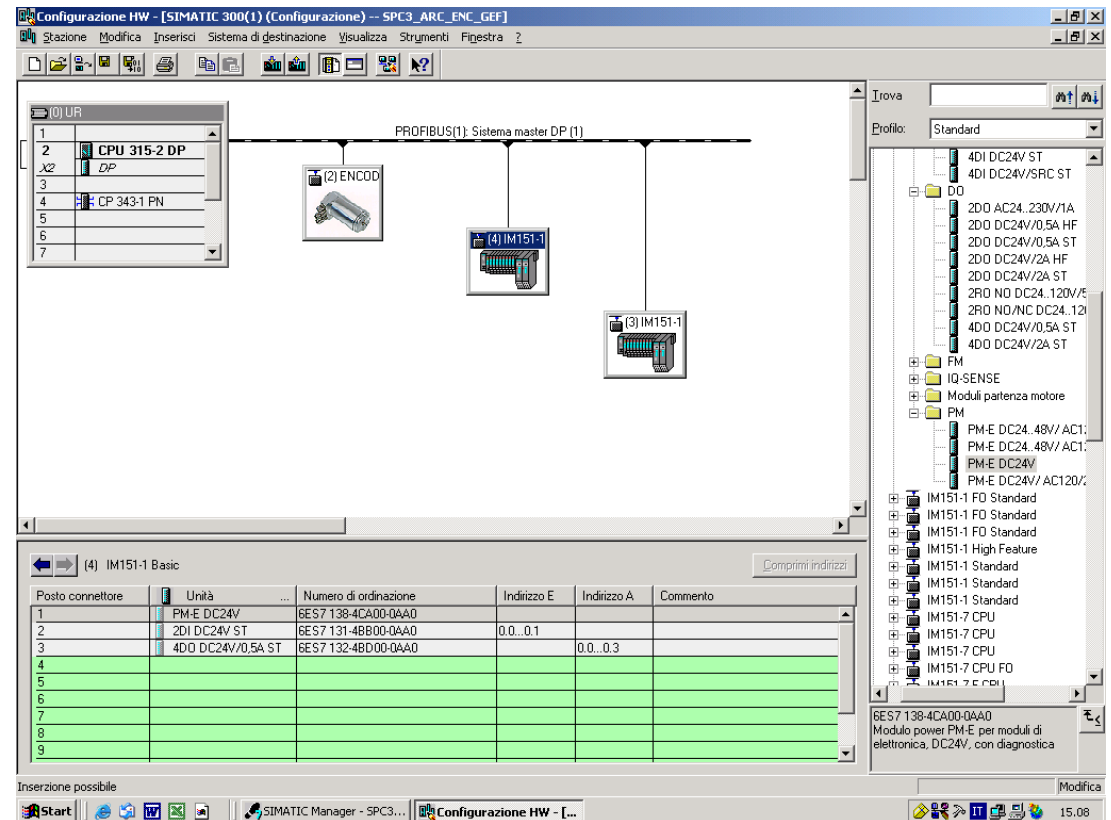 Configurazione HW - [SIMATIC 300(1) (Configurazione) -- SPC3_ARC_ENC_GEF]
Stazione Modifica Inserisci Sistema di destinazione Visualizza Strumenti Finestra ?
(0) UR
1
2 CPU 315-2 DP
X2 DP
3
4 CP 343-1 PN
5
6
7
PROFIBUS(1): Sistema master DP (1)
(2) ENCOD
(4) IM151-1
(3) IM151-1
Trova
Profilo: Standard
4DI DC24V ST
4DI DC24V/SRC ST
DO
2DO AC24..230V/1A
2DO DC24V/0,5A HF
2DO DC24V/0,5A ST
2DO DC24V/2A HF
2DO DC24V/2A ST
2RO NO DC24..120V/5
2RO NO/NC DC24..12
4DO DC24V/0,5A ST
4DO DC24V/2A ST
FM
IQ-SENSE
Moduli partenza motore
PM
PM-E DC24..48V/ AC1
PM-E DC24..48V/ AC1
PM-E DC24V
PM-E DC24V/ AC120/2
IM151-1 FO Standard
IM151-1 FO Standard
IM151-1 FO Standard
IM151-1 High Feature
IM151-1 Standard
IM151-1 Standard
IM151-1 Standard
IM151-7 CPU
IM151-7 CPU
IM151-7 CPU
IM151-7 CPU FO
IM151-7 F CPU
6ES7 138-4CA00-0AA0
Modulo power PM-E per moduli di
elettronica, DC24V, con diagnostica
(4) IM151-1 Basic
Comprimi indirizzi
Posto connettore Unità ... Numero di ordinazione Indirizzo E Indirizzo A Commento
1 PM-E DC24V 6ES7 138-4CA00-0AA0
2 2DI DC24V ST 6ES7 131-4BB00-0AA0 0.0...0.1
3 4DO DC24V/0,5A ST 6ES7 132-4BD00-0AA0 0.0...0.3
4
5
6
7
8
9
Inserzione possibile
Modifica
Start SIMATIC Manager - SPC3... Configurazione HW - [... IT 15.08